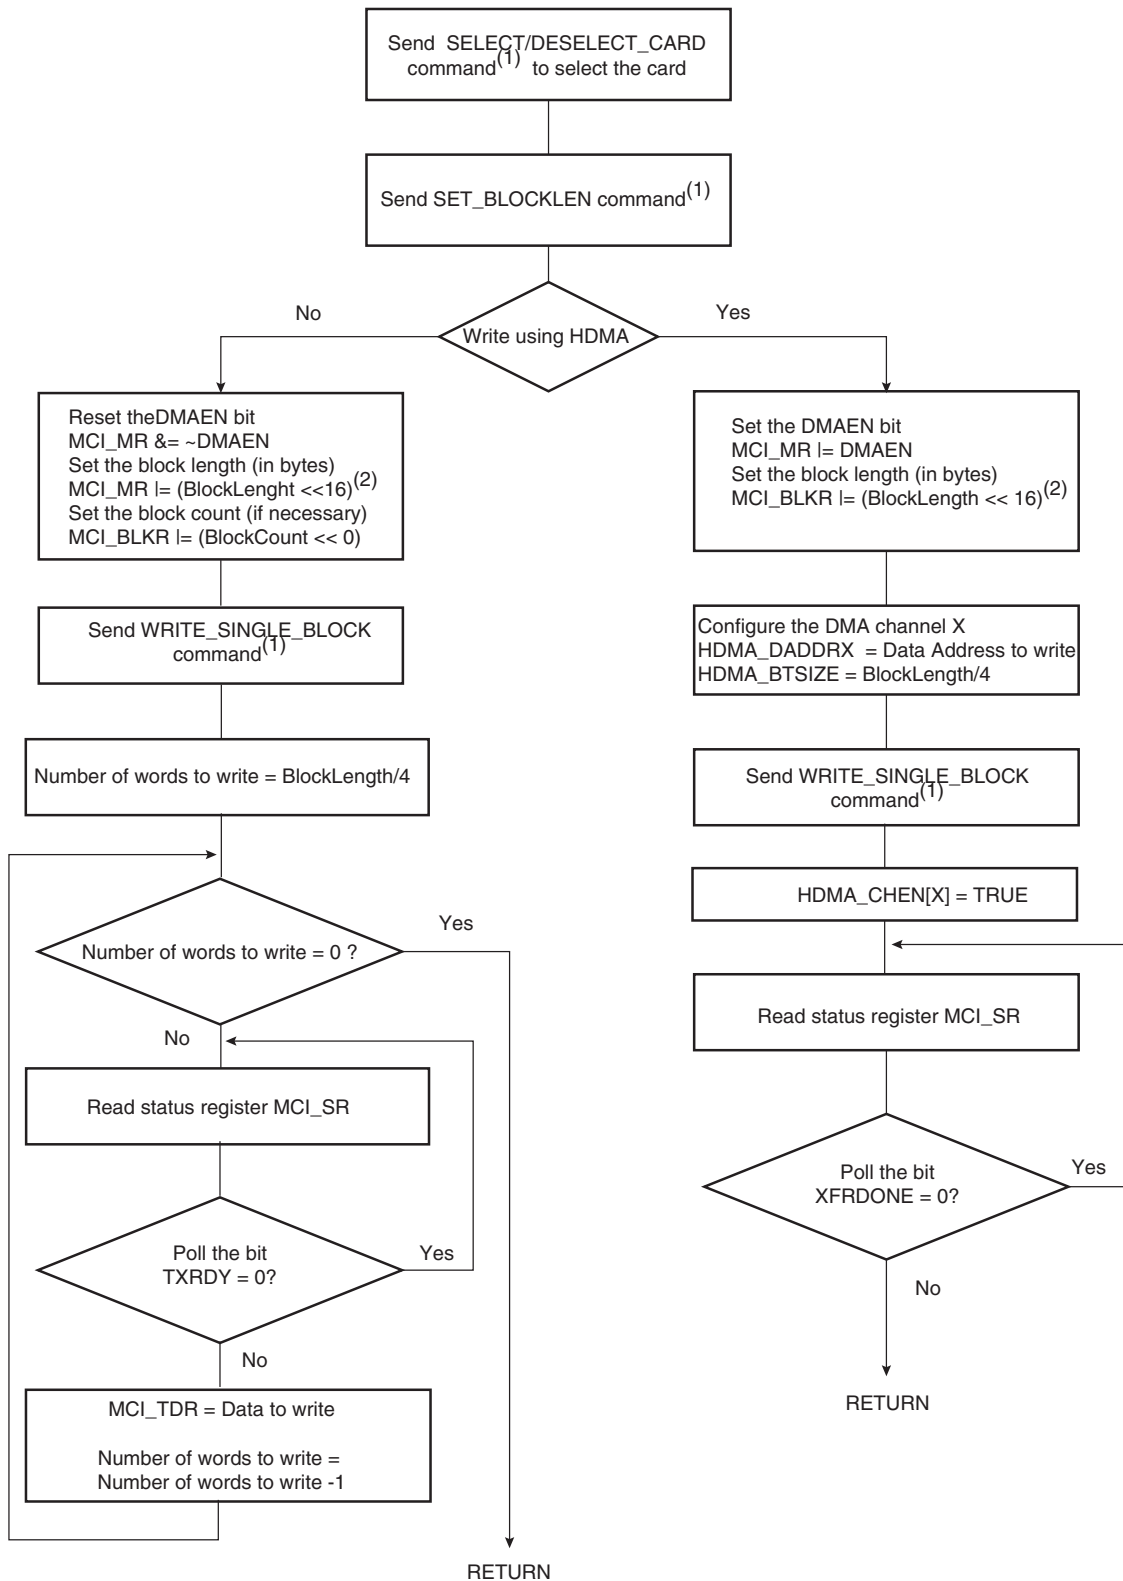 Send SELECT/DESELECT_CARD
command(1) to select the card
Send SET_BLOCKLEN command(1)
No
Yes
Write using HDMA
Reset theDMAEN bit
MCI_MR &= ~DMAEN
Set the block length (in bytes)
MCI_MR |= (BlockLenght <<16)(2)
Set the block count (if necessary)
MCI_BLKR |= (BlockCount << 0)
Send WRITE_SINGLE_BLOCK
command(1)
Number of words to write = BlockLength/4
Number of words to write = 0 ?
Yes
No
Read status register MCI_SR
Poll the bit
TXRDY = 0?
Yes
No
MCI_TDR = Data to write
Number of words to write =
Number of words to write -1
RETURN
Set the DMAEN bit
MCI_MR |= DMAEN
Set the block length (in bytes)
MCI_BLKR |= (BlockLength << 16)(2)
Configure the DMA channel X
HDMA_DADDRX = Data Address to write
HDMA_BTSIZE = BlockLength/4
Send WRITE_SINGLE_BLOCK
command(1)
HDMA_CHEN[X] = TRUE
Read status register MCI_SR
Poll the bit
XFRDONE = 0?
Yes
No
RETURN